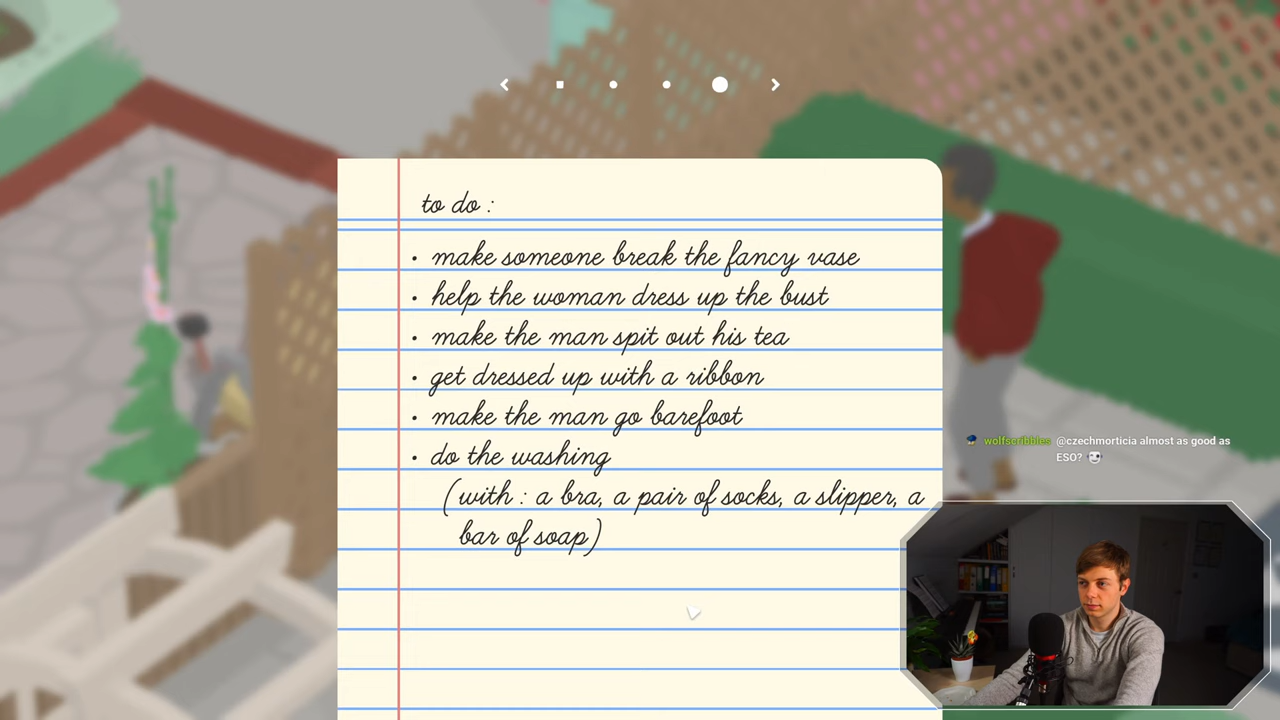 to do :
• make someone break the fancy vase
• help the woman dress up the bust
• make the man spit out his tea
• get dressed up with a ribbon
• make the man go barefoot
• do the washing
(with : a bra, a pair of socks, a slipper, a
bar of soap)
wolfscribbles @czechmorticia almost as good as
ESO?